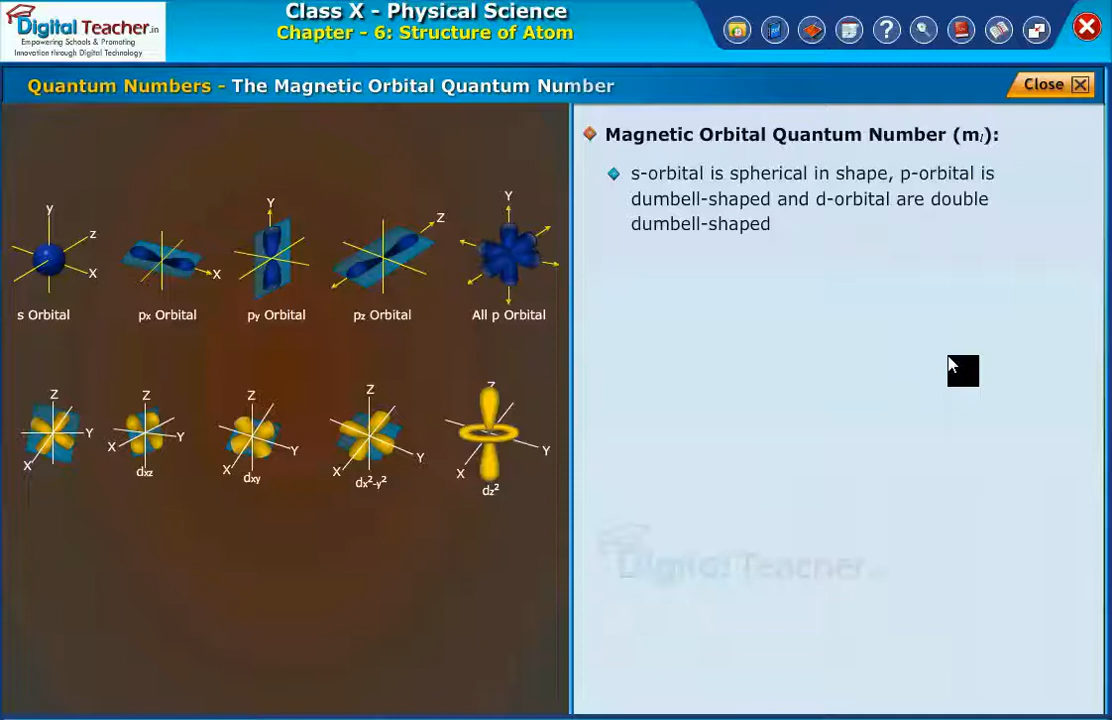 Digital Teacher.in
Empowering Schools & Promoting
Innovation through Digital Technology
Class X - Physical Science
Chapter - 6: Structure of Atom
Quantum Numbers - The Magnetic Orbital Quantum Number
Close
y
z
X
s Orbital
X
px Orbital
Y
py Orbital
Z
pz Orbital
Y
All p Orbital
Z
Y
X
Z
Y
X
dxz
Z
Y
X
dxy
Z
Y
X
dx²-y²
Z
Y
X
dz²
Magnetic Orbital Quantum Number (ml):
s-orbital is spherical in shape, p-orbital is
dumbell-shaped and d-orbital are double
dumbell-shaped
Digital Teacher.in